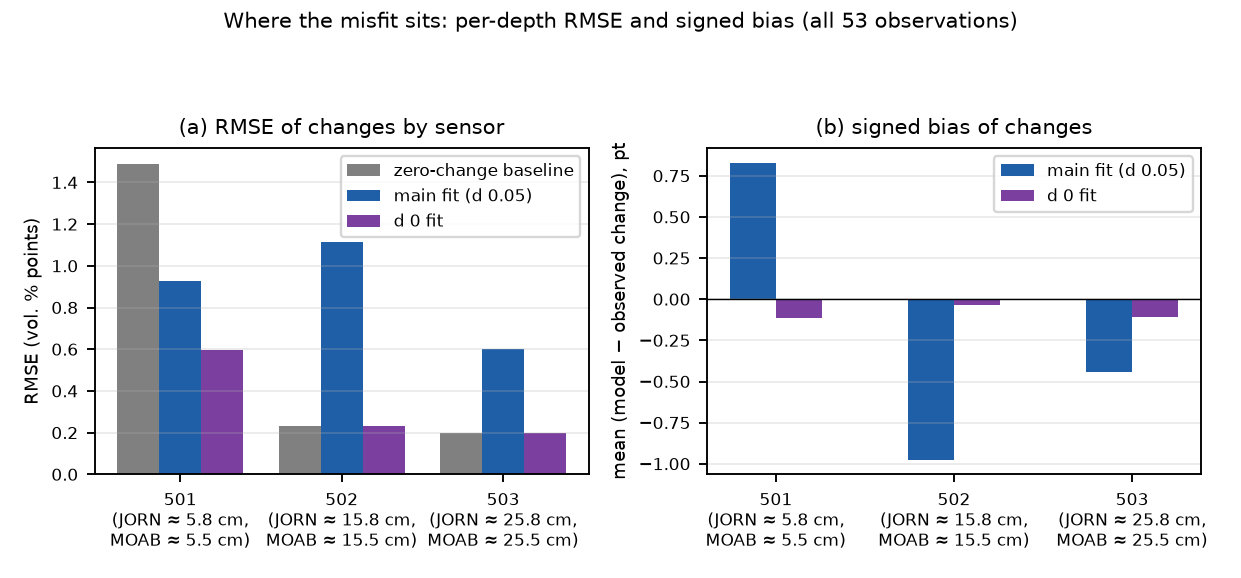 Where the misfit sits: per-depth RMSE and signed bias (all 53 observations)
(a) RMSE of changes by sensor
RMSE (vol. % points)
1.4
1.2
1.0
0.8
0.6
0.4
0.2
0.0
zero-change baseline
main fit (d 0.05)
d 0 fit
501
(JORN ≈ 5.8 cm,
MOAB ≈ 5.5 cm)
502
(JORN ≈ 15.8 cm,
MOAB ≈ 15.5 cm)
503
(JORN ≈ 25.8 cm,
MOAB ≈ 25.5 cm)
(b) signed bias of changes
mean (model − observed change), pt
0.75
0.50
0.25
0.00
−0.25
−0.50
−0.75
−1.00
main fit (d 0.05)
d 0 fit
501
(JORN ≈ 5.8 cm,
MOAB ≈ 5.5 cm)
502
(JORN ≈ 15.8 cm,
MOAB ≈ 15.5 cm)
503
(JORN ≈ 25.8 cm,
MOAB ≈ 25.5 cm)